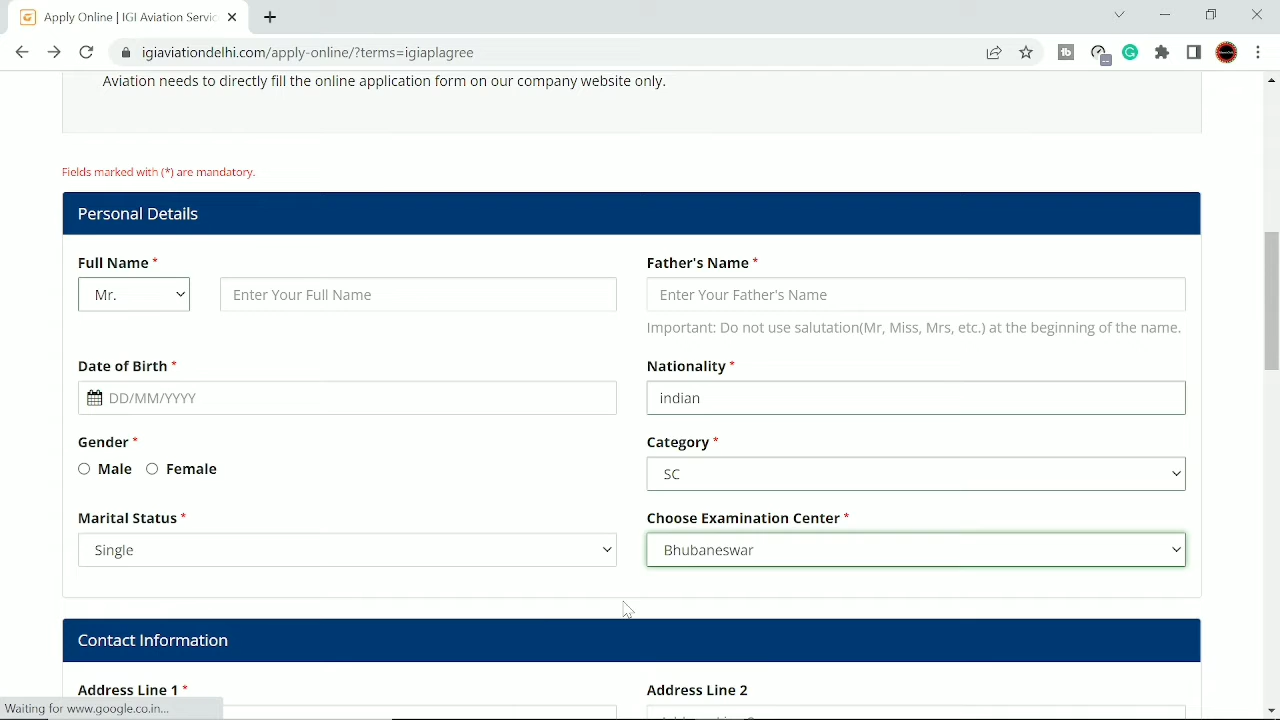 Apply Online | IGI Aviation Servic
igiaviationdelhi.com/apply-online/?terms=igiaplagree
Aviation needs to directly fill the online application form on our company website only.
Fields marked with (*) are mandatory.
Personal Details
Full Name *
Father's Name *
Mr.
Enter Your Full Name
Enter Your Father's Name
Important: Do not use salutation(Mr, Miss, Mrs, etc.) at the beginning of the name.
Date of Birth *
Nationality *
DD/MM/YYYY
indian
Gender *
Category *
Male
Female
SC
Marital Status *
Choose Examination Center *
Single
Bhubaneswar
Contact Information
Address Line 1 *
Address Line 2
Waiting for www.google.co.in...